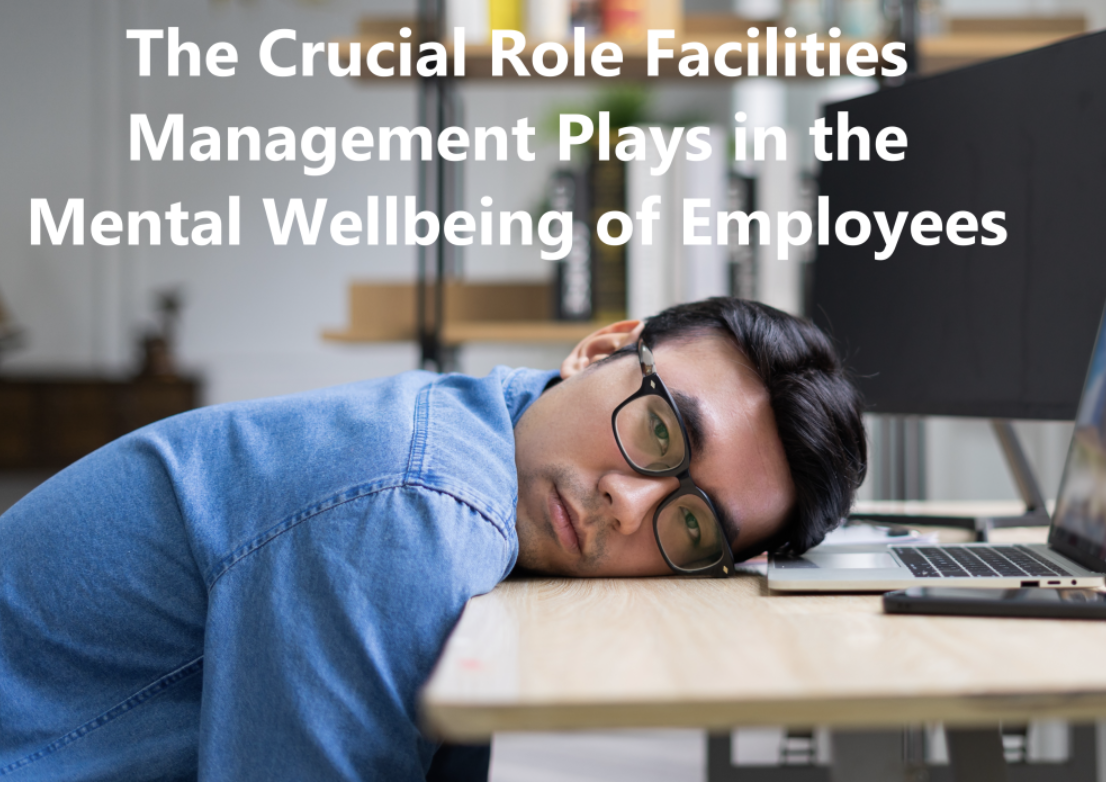 The Crucial Role Facilities
Management Plays in the
Mental Wellbeing of Employees